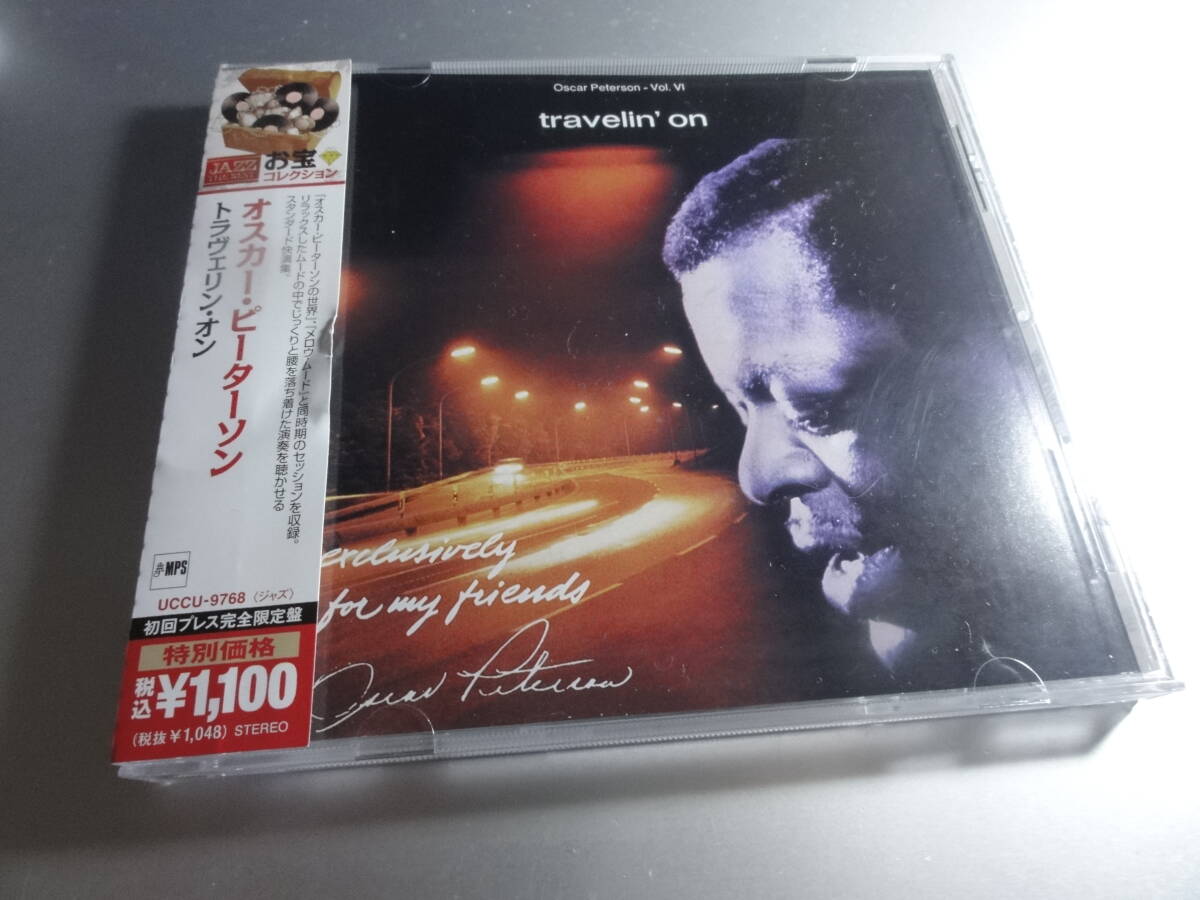 JAZZ
お宝
コレクション
オスカー・ピーターソン
トラヴェリン・オン
『オスカー・ピーターソンの世界』、『メロウ・ムード』と同時期のセッションを収録。
リラックスしたムードの中でじっくりと腰を落ち着けた演奏を聴かせる
スタンダード快演集。
MPS
UCCU-9768 〈ジャズ〉
初回プレス完全限定盤
特別価格
税込 ¥1,100
(税抜 ¥1,048) STEREO
Oscar Peterson - Vol. VI
travelin' on
exclusively
for my friends
Oscar Peterson